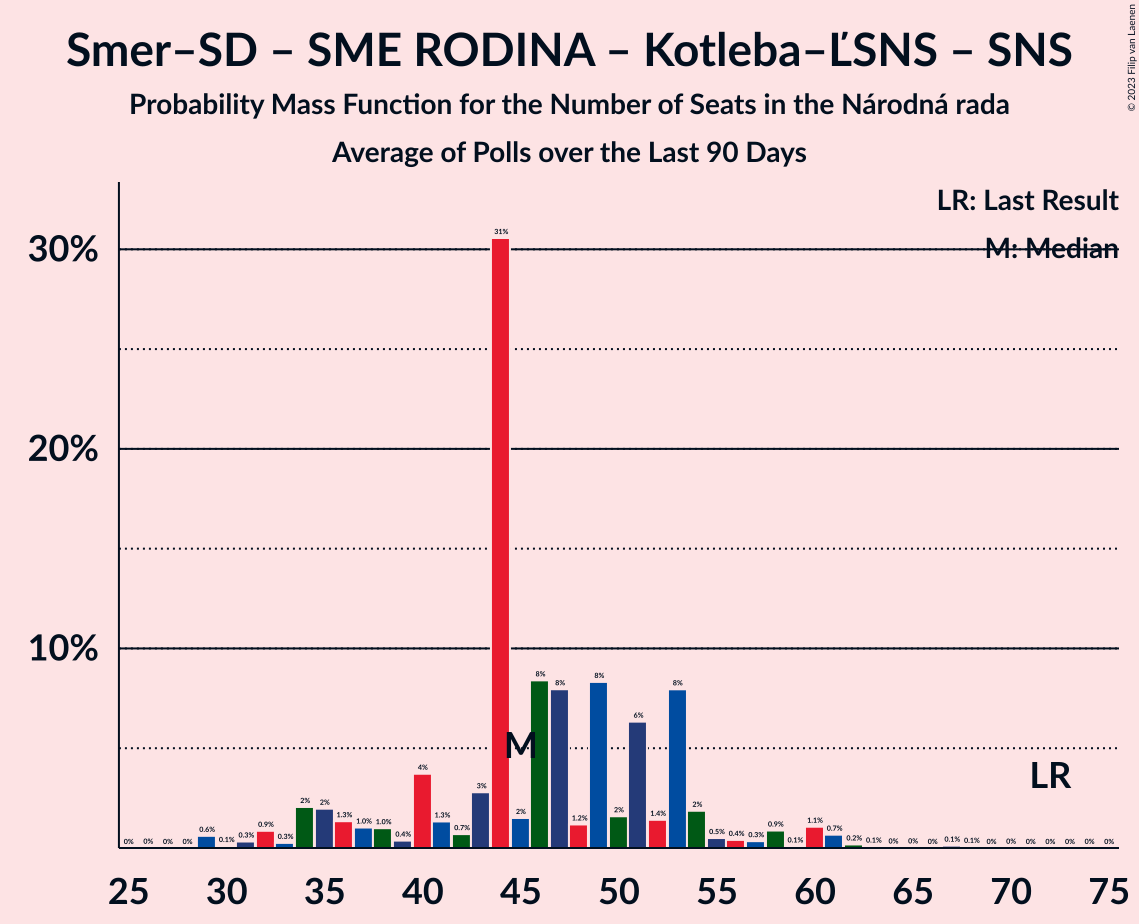 Smer–SD – SME RODINA – Kotleba–ĽSNS – SNS
Probability Mass Function for the Number of Seats in the Národná rada
Average of Polls over the Last 90 Days
© 2023 Filip van Laenen
LR: Last Result
M: Median
30%
20%
10%
0% 0% 0% 0% 0.6% 0.1% 0.3% 0.9% 0.3% 2% 2% 1.3% 1.0% 1.0% 0.4% 4% 1.3% 0.7% 3% 31% 2% 8% 8% 1.2% 8% 2% 6% 1.4% 8% 2% 0.5% 0.4% 0.3% 0.9% 0.1% 1.1% 0.7% 0.2% 0.1% 0% 0% 0% 0.1% 0.1% 0% 0% 0% 0% 0% 0% 0%
M
LR
25 30 35 40 45 50 55 60 65 70 75